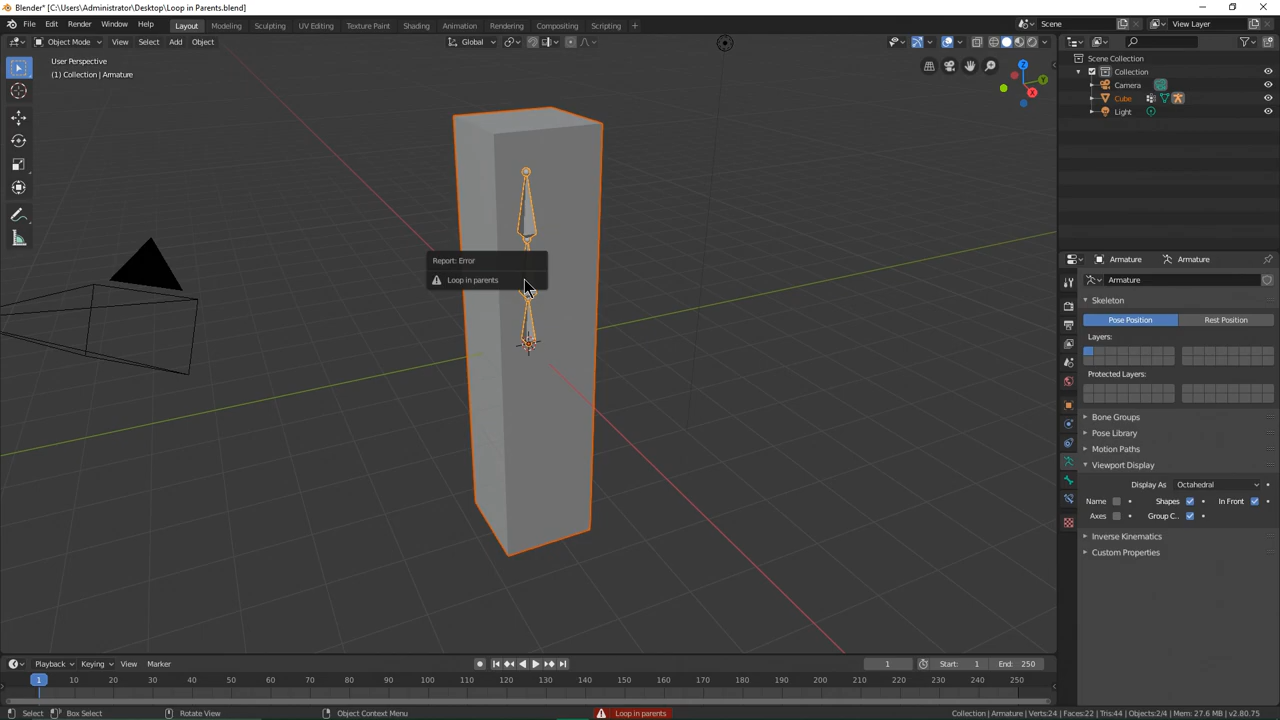 Blender* [C:\Users\Administrator\Desktop\Loop in Parents.blend]
File Edit Render Window Help
Layout Modeling Sculpting UV Editing Texture Paint Shading Animation Rendering Compositing Scripting +
Scene
View Layer
Object Mode View Select Add Object
Global
User Perspective
(1) Collection | Armature
Z
Y
X
Report: Error
Loop in parents
Scene Collection
Collection
Camera
Cube
Light
Armature Armature
Armature
Skeleton
Pose Position Rest Position
Layers:
Protected Layers:
Bone Groups
Pose Library
Motion Paths
Viewport Display
Display As Octahedral
Name Shapes In Front
Axes Group C..
Inverse Kinematics
Custom Properties
Playback Keying View Marker
1 Start: 1 End: 250
1 10 20 30 40 50 60 70 80 90 100 110 120 130 140 150 160 170 180 190 200 210 220 230 240 250
Select Box Select Rotate View Object Context Menu Loop in parents Collection | Armature | Verts:24 | Faces:22 | Tris:44 | Objects:2/4 | Mem: 27.6 MB | v2.80.75